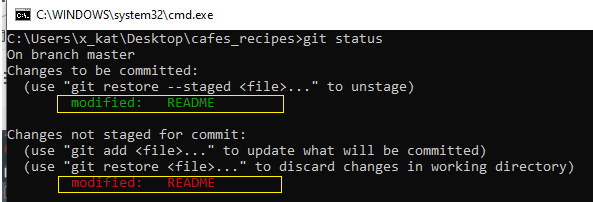 C:\WINDOWS\system32\cmd.exe
C:\Users\x_kat\Desktop\cafes_recipes>git status
On branch master
Changes to be committed:
  (use "git restore --staged <file>..." to unstage)
        modified:   README

Changes not staged for commit:
  (use "git add <file>..." to update what will be committed)
  (use "git restore <file>..." to discard changes in working directory)
        modified:   README